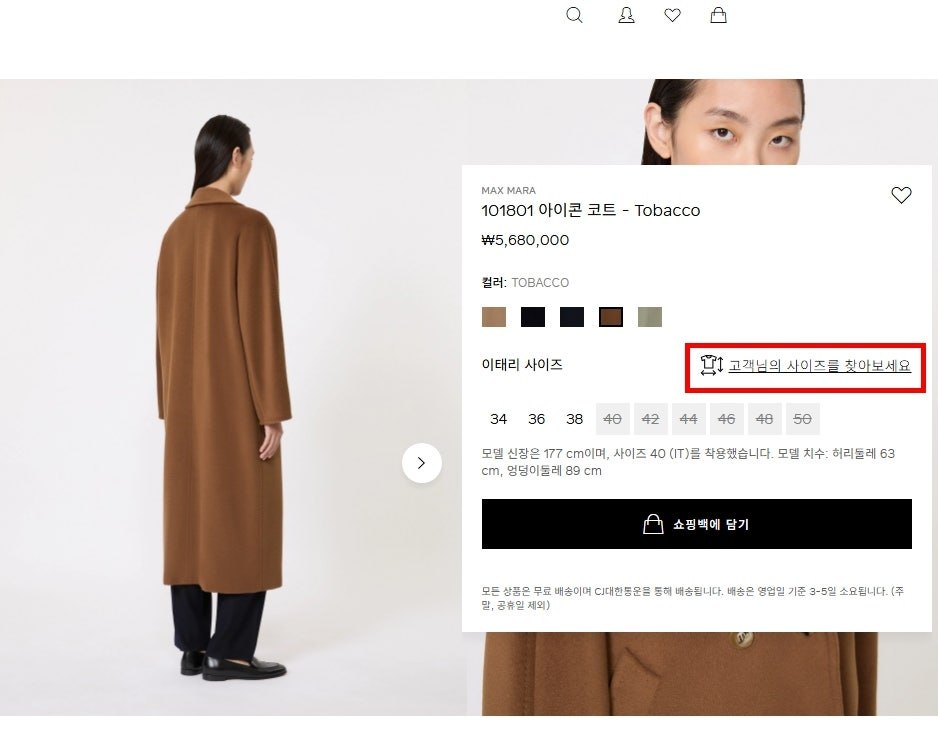 MAX MARA
101801 아이콘 코트 - Tobacco
₩5,680,000
컬러: TOBACCO
이태리 사이즈
고객님의 사이즈를 찾아보세요
34 36 38 40 42 44 46 48 50
모델 신장은 177 cm이며, 사이즈 40 (IT)를 착용했습니다. 모델 치수: 허리둘레 63
cm, 엉덩이둘레 89 cm
쇼핑백에 담기
모든 상품은 무료 배송이며 CJ대한통운을 통해 배송됩니다. 배송은 영업일 기준 3-5일 소요됩니다. (주
말, 공휴일 제외)